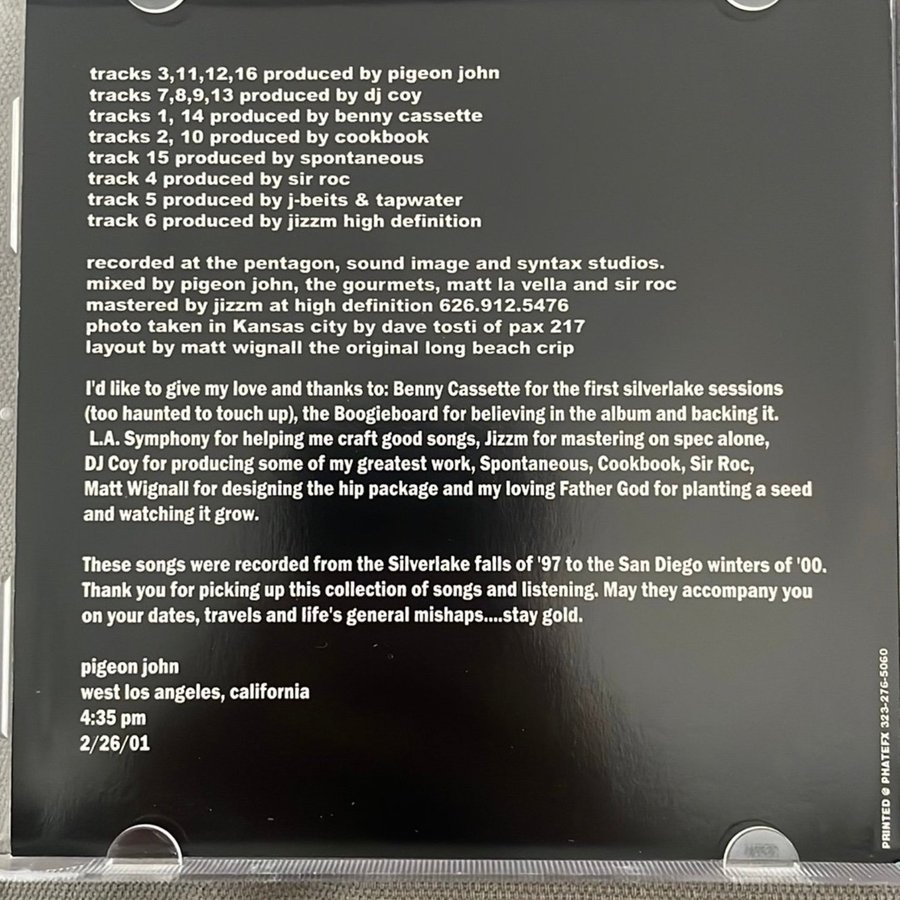 tracks 3,11,12,16 produced by pigeon john
tracks 7,8,9,13 produced by dj coy
tracks 1, 14 produced by benny cassette
tracks 2, 10 produced by cookbook
track 15 produced by spontaneous
track 4 produced by sir roc
track 5 produced by j-beits & tapwater
track 6 produced by jizzm high definition
recorded at the pentagon, sound image and syntax studios.
mixed by pigeon john, the gourmets, matt la vella and sir roc
mastered by jizzm at high definition 626.912.5476
photo taken in Kansas city by dave tosti of pax 217
layout by matt wignall the original long beach crip
I'd like to give my love and thanks to: Benny Cassette for the first silverlake sessions
(too haunted to touch up), the Boogieboard for believing in the album and backing it.
L.A. Symphony for helping me craft good songs, Jizzm for mastering on spec alone,
DJ Coy for producing some of my greatest work, Spontaneous, Cookbook, Sir Roc,
Matt Wignall for designing the hip package and my loving Father God for planting a seed
and watching it grow.
These songs were recorded from the Silverlake falls of '97 to the San Diego winters of '00.
Thank you for picking up this collection of songs and listening. May they accompany you
on your dates, travels and life's general mishaps....stay gold.
pigeon john
west los angeles, california
4:35 pm
2/26/01
PRINTED @ PHATEFX 323-276-5060